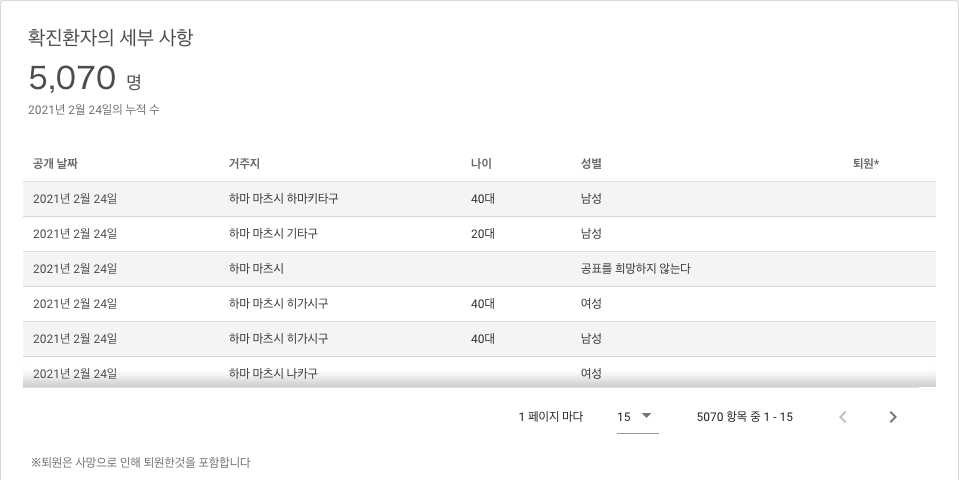 확진환자의 세부 사항
5,070 명
2021년 2월 24일의 누적 수
공개 날짜 거주지 나이 성별 퇴원*
2021년 2월 24일 하마 마츠시 하마키타구 40대 남성
2021년 2월 24일 하마 마츠시 기타구 20대 남성
2021년 2월 24일 하마 마츠시 공표를 희망하지 않는다
2021년 2월 24일 하마 마츠시 히가시구 40대 여성
2021년 2월 24일 하마 마츠시 히가시구 40대 남성
2021년 2월 24일 하마 마츠시 나카구 여성
1 페이지 마다 15 5070 항목 중 1 - 15
※퇴원은 사망으로 인해 퇴원한것을 포함합니다